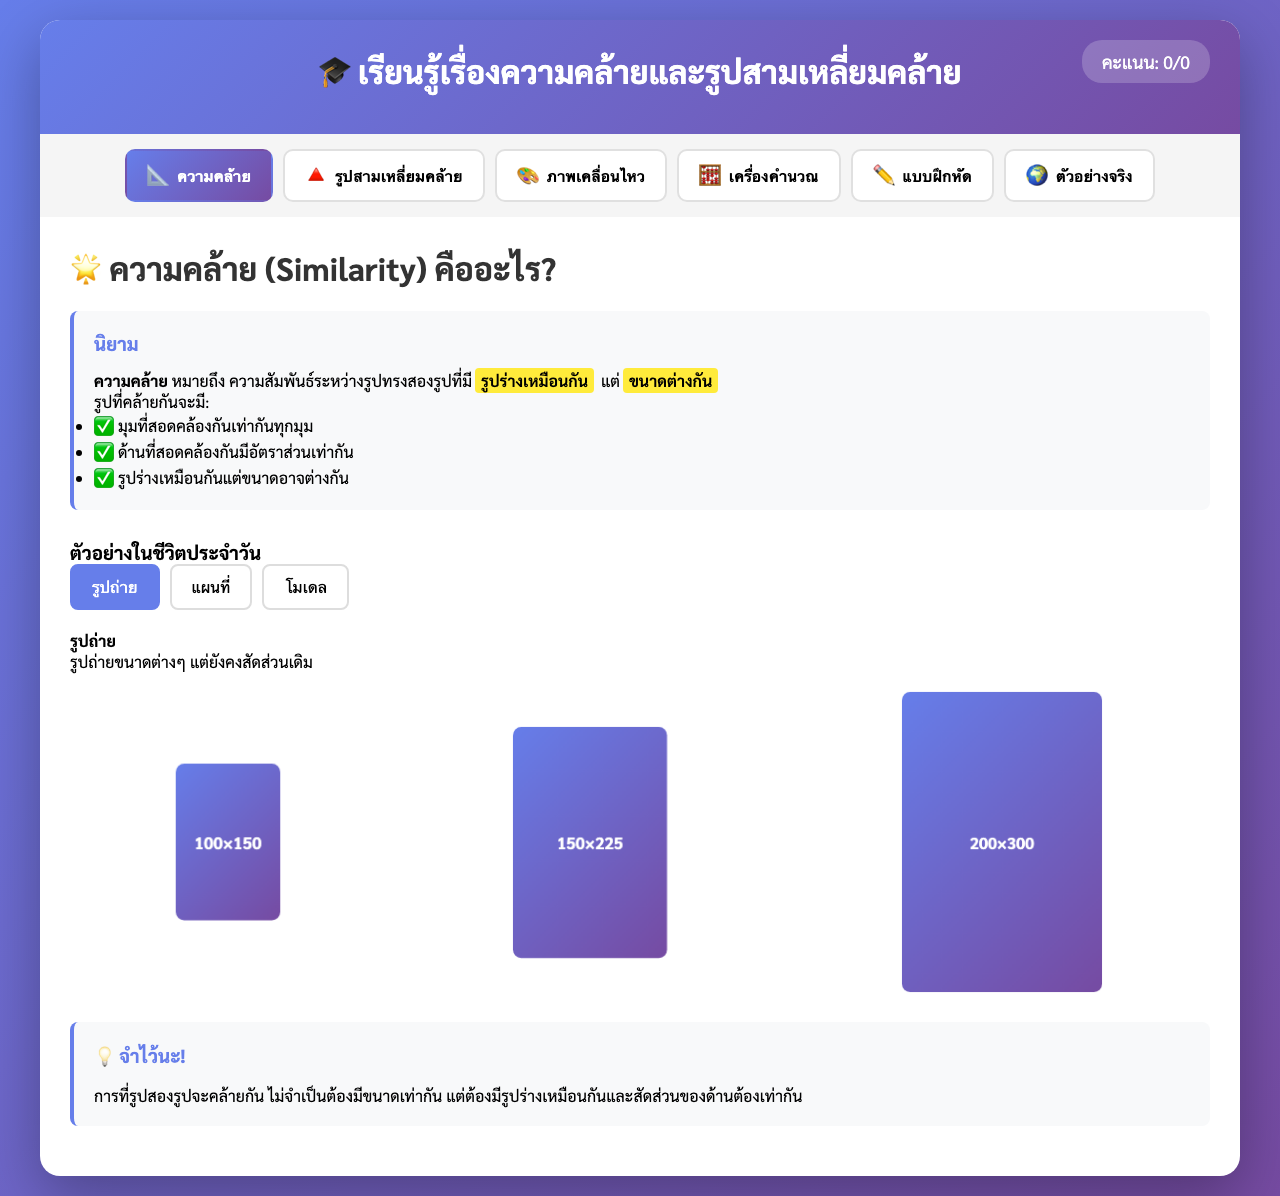 🎓 เรียนรู้เรื่องความคล้ายและรูปสามเหลี่ยมคล้าย
คะแนน: 0/0
📐 ความคล้าย
🔺 รูปสามเหลี่ยมคล้าย
🎨 ภาพเคลื่อนไหว
🧮 เครื่องคำนวณ
✏️ แบบฝึกหัด
🌍 ตัวอย่างจริง
🌟 ความคล้าย (Similarity) คืออะไร?
นิยาม
ความคล้าย หมายถึง ความสัมพันธ์ระหว่างรูปทรงสองรูปที่มี รูปร่างเหมือนกัน แต่ ขนาดต่างกัน
รูปที่คล้ายกันจะมี:
• ✅ มุมที่สอดคล้องกันเท่ากันทุกมุม
• ✅ ด้านที่สอดคล้องกันมีอัตราส่วนเท่ากัน
• ✅ รูปร่างเหมือนกันแต่ขนาดอาจต่างกัน
ตัวอย่างในชีวิตประจำวัน
รูปถ่าย
แผนที่
โมเดล
รูปถ่าย
รูปถ่ายขนาดต่างๆ แต่ยังคงสัดส่วนเดิม
100×150
150×225
200×300
💡 จำไว้นะ!
การที่รูปสองรูปจะคล้ายกัน ไม่จำเป็นต้องมีขนาดเท่ากัน แต่ต้องมีรูปร่างเหมือนกันและสัดส่วนของด้านต้องเท่ากัน